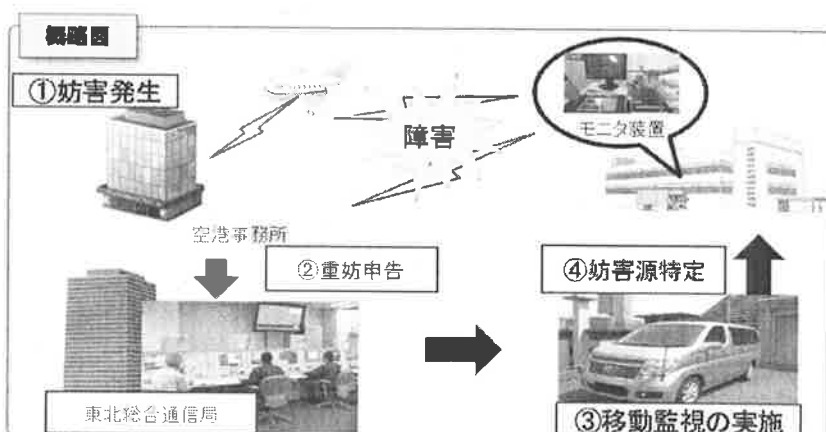 概略図
①妨害発生
障害
モニタ装置
空港事務所
②重妨申告
④妨害源特定
東北総合通信局
③移動監視の実施